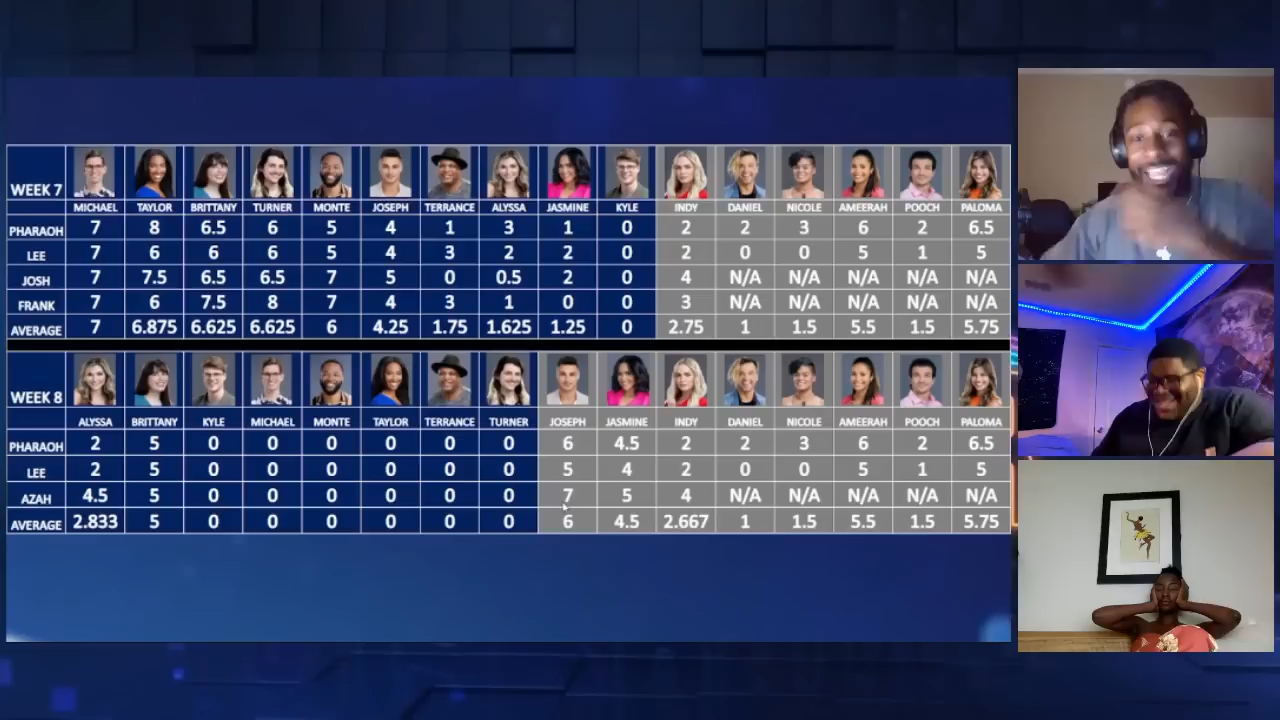 WEEK 7
MICHAEL TAYLOR BRITTANY TURNER MONTE JOSEPH TERRANCE ALYSSA JASMINE KYLE INDY DANIEL NICOLE AMEERAH POOCH PALOMA
PHARAOH 7 8 6.5 6 5 4 1 3 1 0 2 2 3 6 2 6.5
LEE 7 6 6 6 5 4 3 2 2 0 2 0 0 5 1 5
JOSH 7 7.5 6.5 6.5 7 5 0 0.5 2 0 4 N/A N/A N/A N/A N/A
FRANK 7 6 7.5 8 7 4 3 1 0 0 3 N/A N/A N/A N/A N/A
AVERAGE 7 6.875 6.625 6.625 6 4.25 1.75 1.625 1.25 0 2.75 1 1.5 5.5 1.5 5.75
WEEK 8
ALYSSA BRITTANY KYLE MICHAEL MONTE TAYLOR TERRANCE TURNER JOSEPH JASMINE INDY DANIEL NICOLE AMEERAH POOCH PALOMA
PHARAOH 2 5 0 0 0 0 0 0 6 4.5 2 2 3 6 2 6.5
LEE 2 5 0 0 0 0 0 0 5 4 2 0 0 5 1 5
AZAH 4.5 5 0 0 0 0 0 0 7 5 4 N/A N/A N/A N/A N/A
AVERAGE 2.833 5 0 0 0 0 0 0 6 4.5 2.667 1 1.5 5.5 1.5 5.75